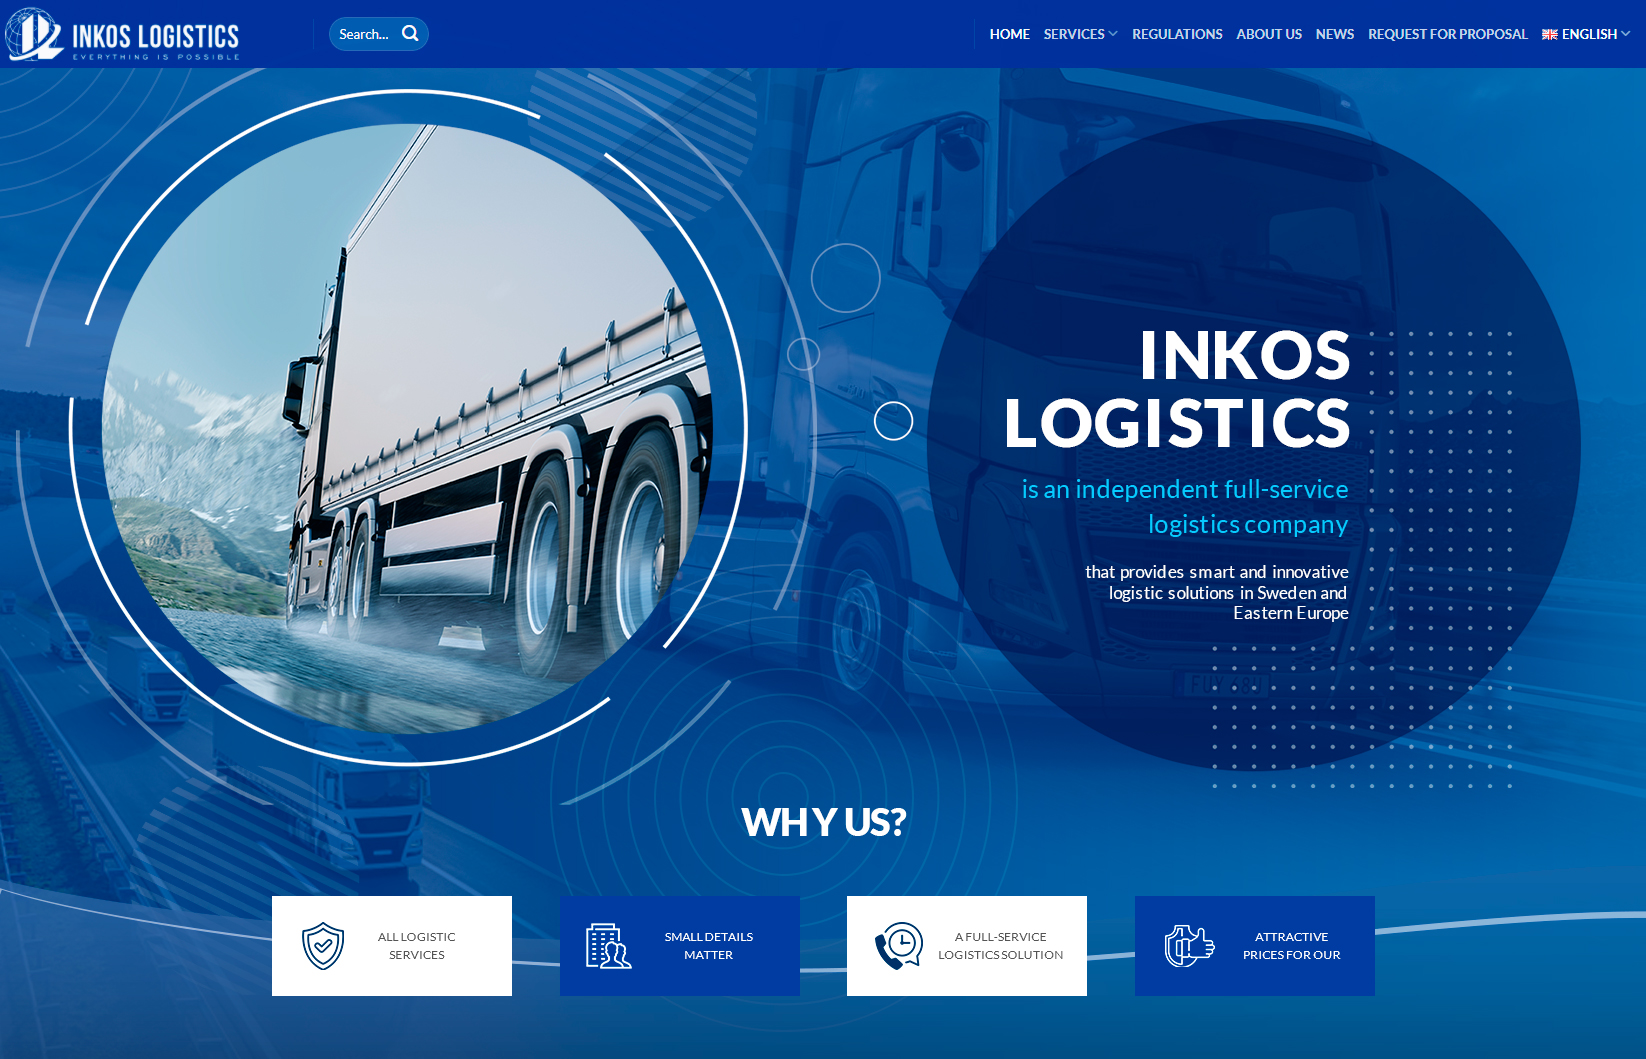 INKOS LOGISTICS
EVERYTHING IS POSSIBLE
Search...
HOME
SERVICES
REGULATIONS
ABOUT US
NEWS
REQUEST FOR PROPOSAL
ENGLISH
INKOS
LOGISTICS
is an independent full-service
logistics company
that provides smart and innovative
logistic solutions in Sweden and
Eastern Europe
WHY US?
ALL LOGISTIC
SERVICES
SMALL DETAILS
MATTER
A FULL-SERVICE
LOGISTICS SOLUTION
ATTRACTIVE
PRICES FOR OUR